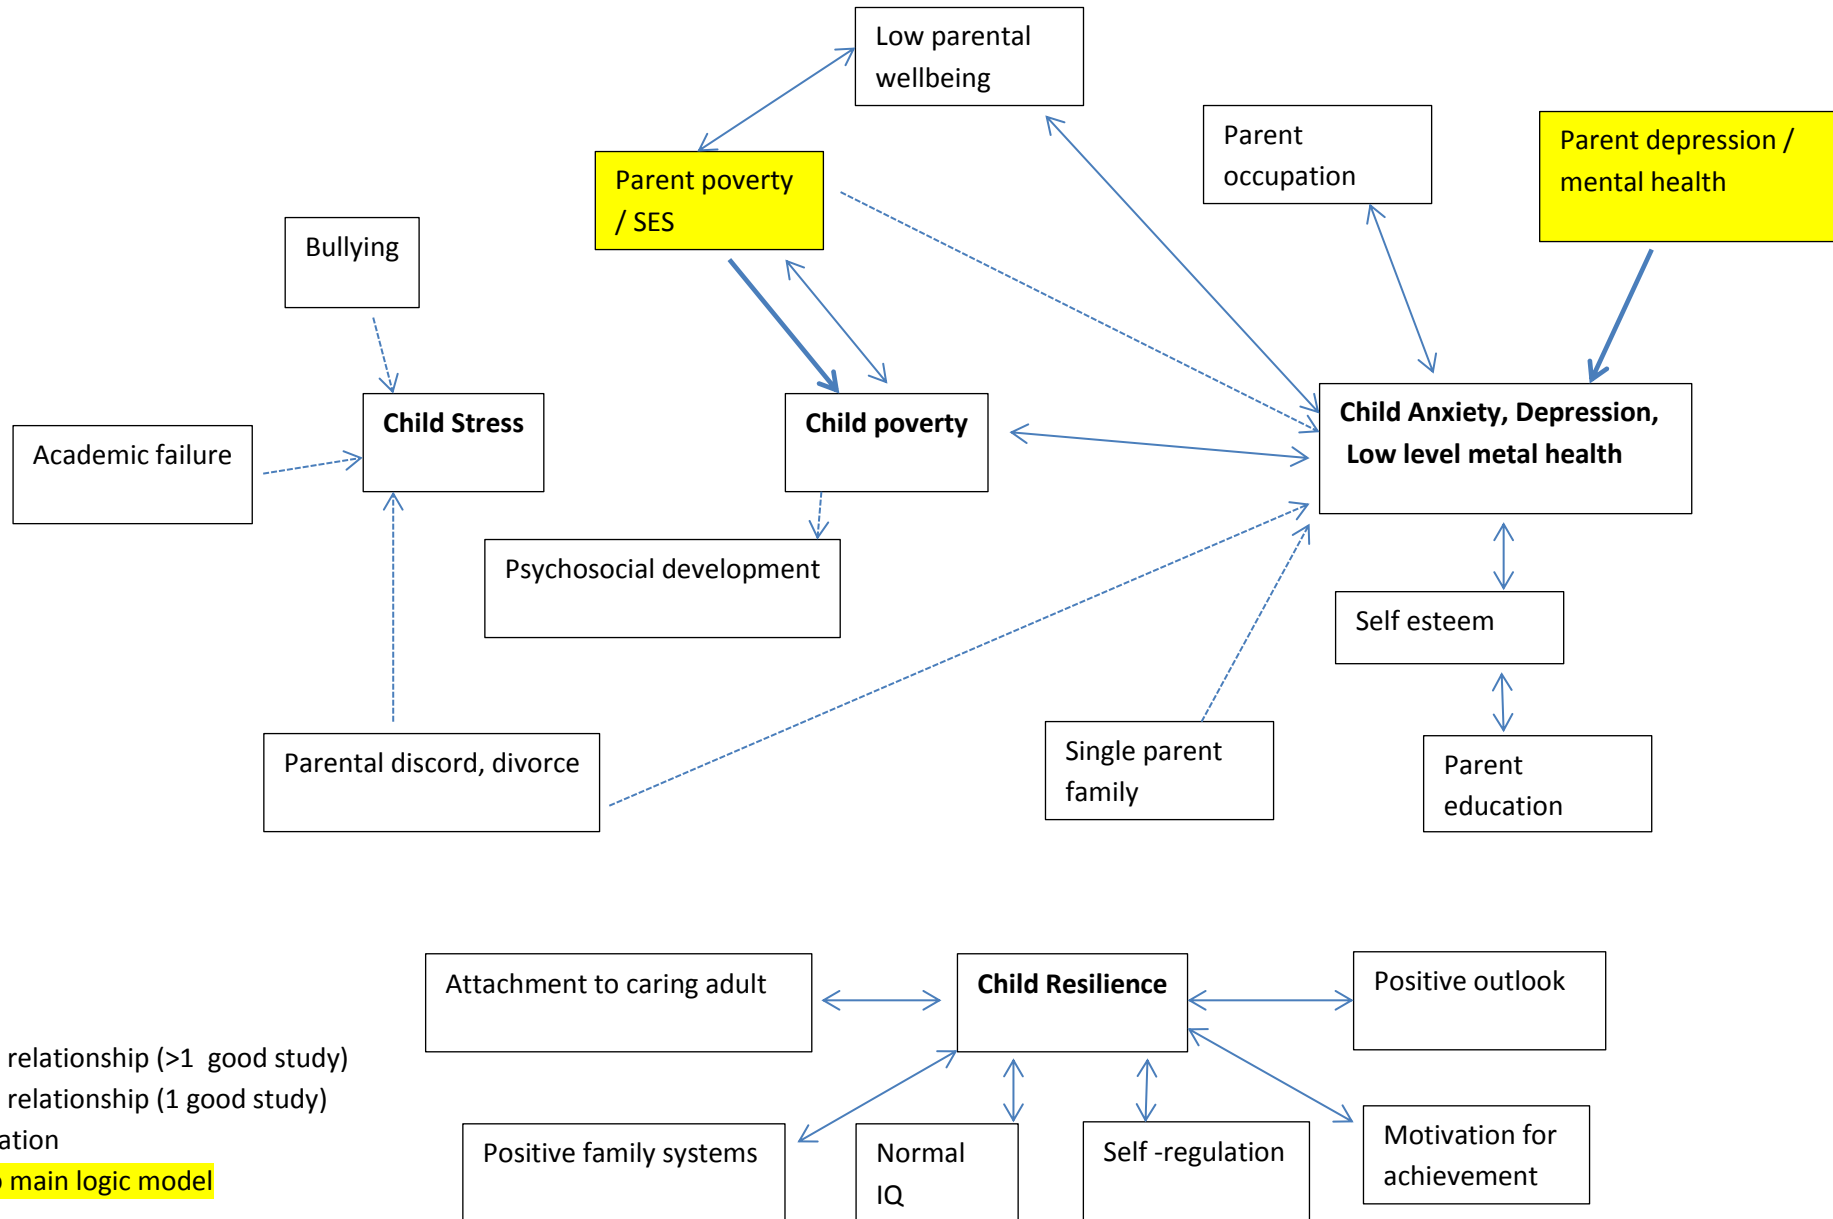 Low parental
wellbeing
Parent
occupation
Parent depression /
mental health
Parent poverty
/ SES
Bullying
Child Stress
Child poverty
Child Anxiety, Depression,
Low level metal health
Academic failure
Psychosocial development
Self esteem
Parental discord, divorce
Single parent
family
Parent
education
Attachment to caring adult
Child Resilience
Positive outlook
relationship (>1 good study)
relationship (1 good study)
ation
main logic model
Positive family systems
Normal
IQ
Self -regulation
Motivation for
achievement